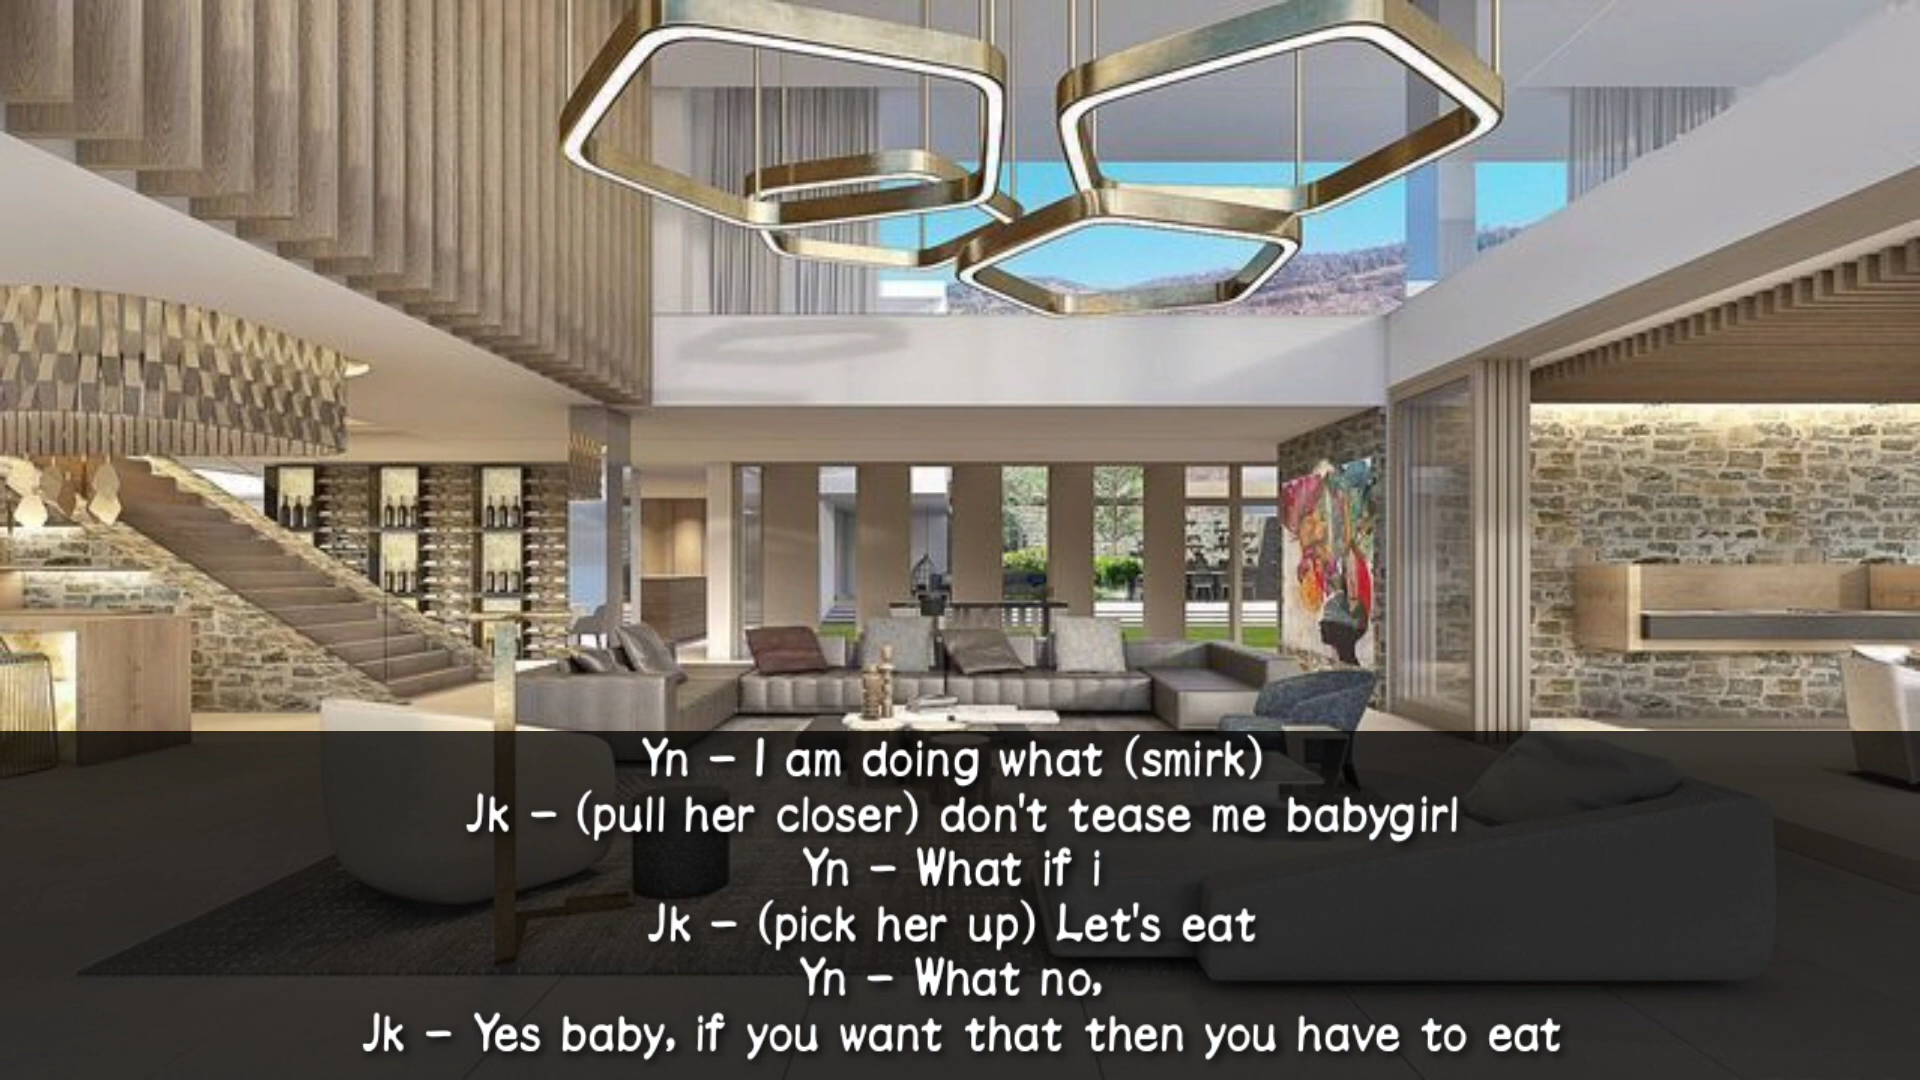 Yn - I am doing what (smirk)
Jk - (pull her closer) don't tease me babygirl
Yn - What if i
Jk - (pick her up) Let's eat
Yn - What no,
Jk - Yes baby, if you want that then you have to eat